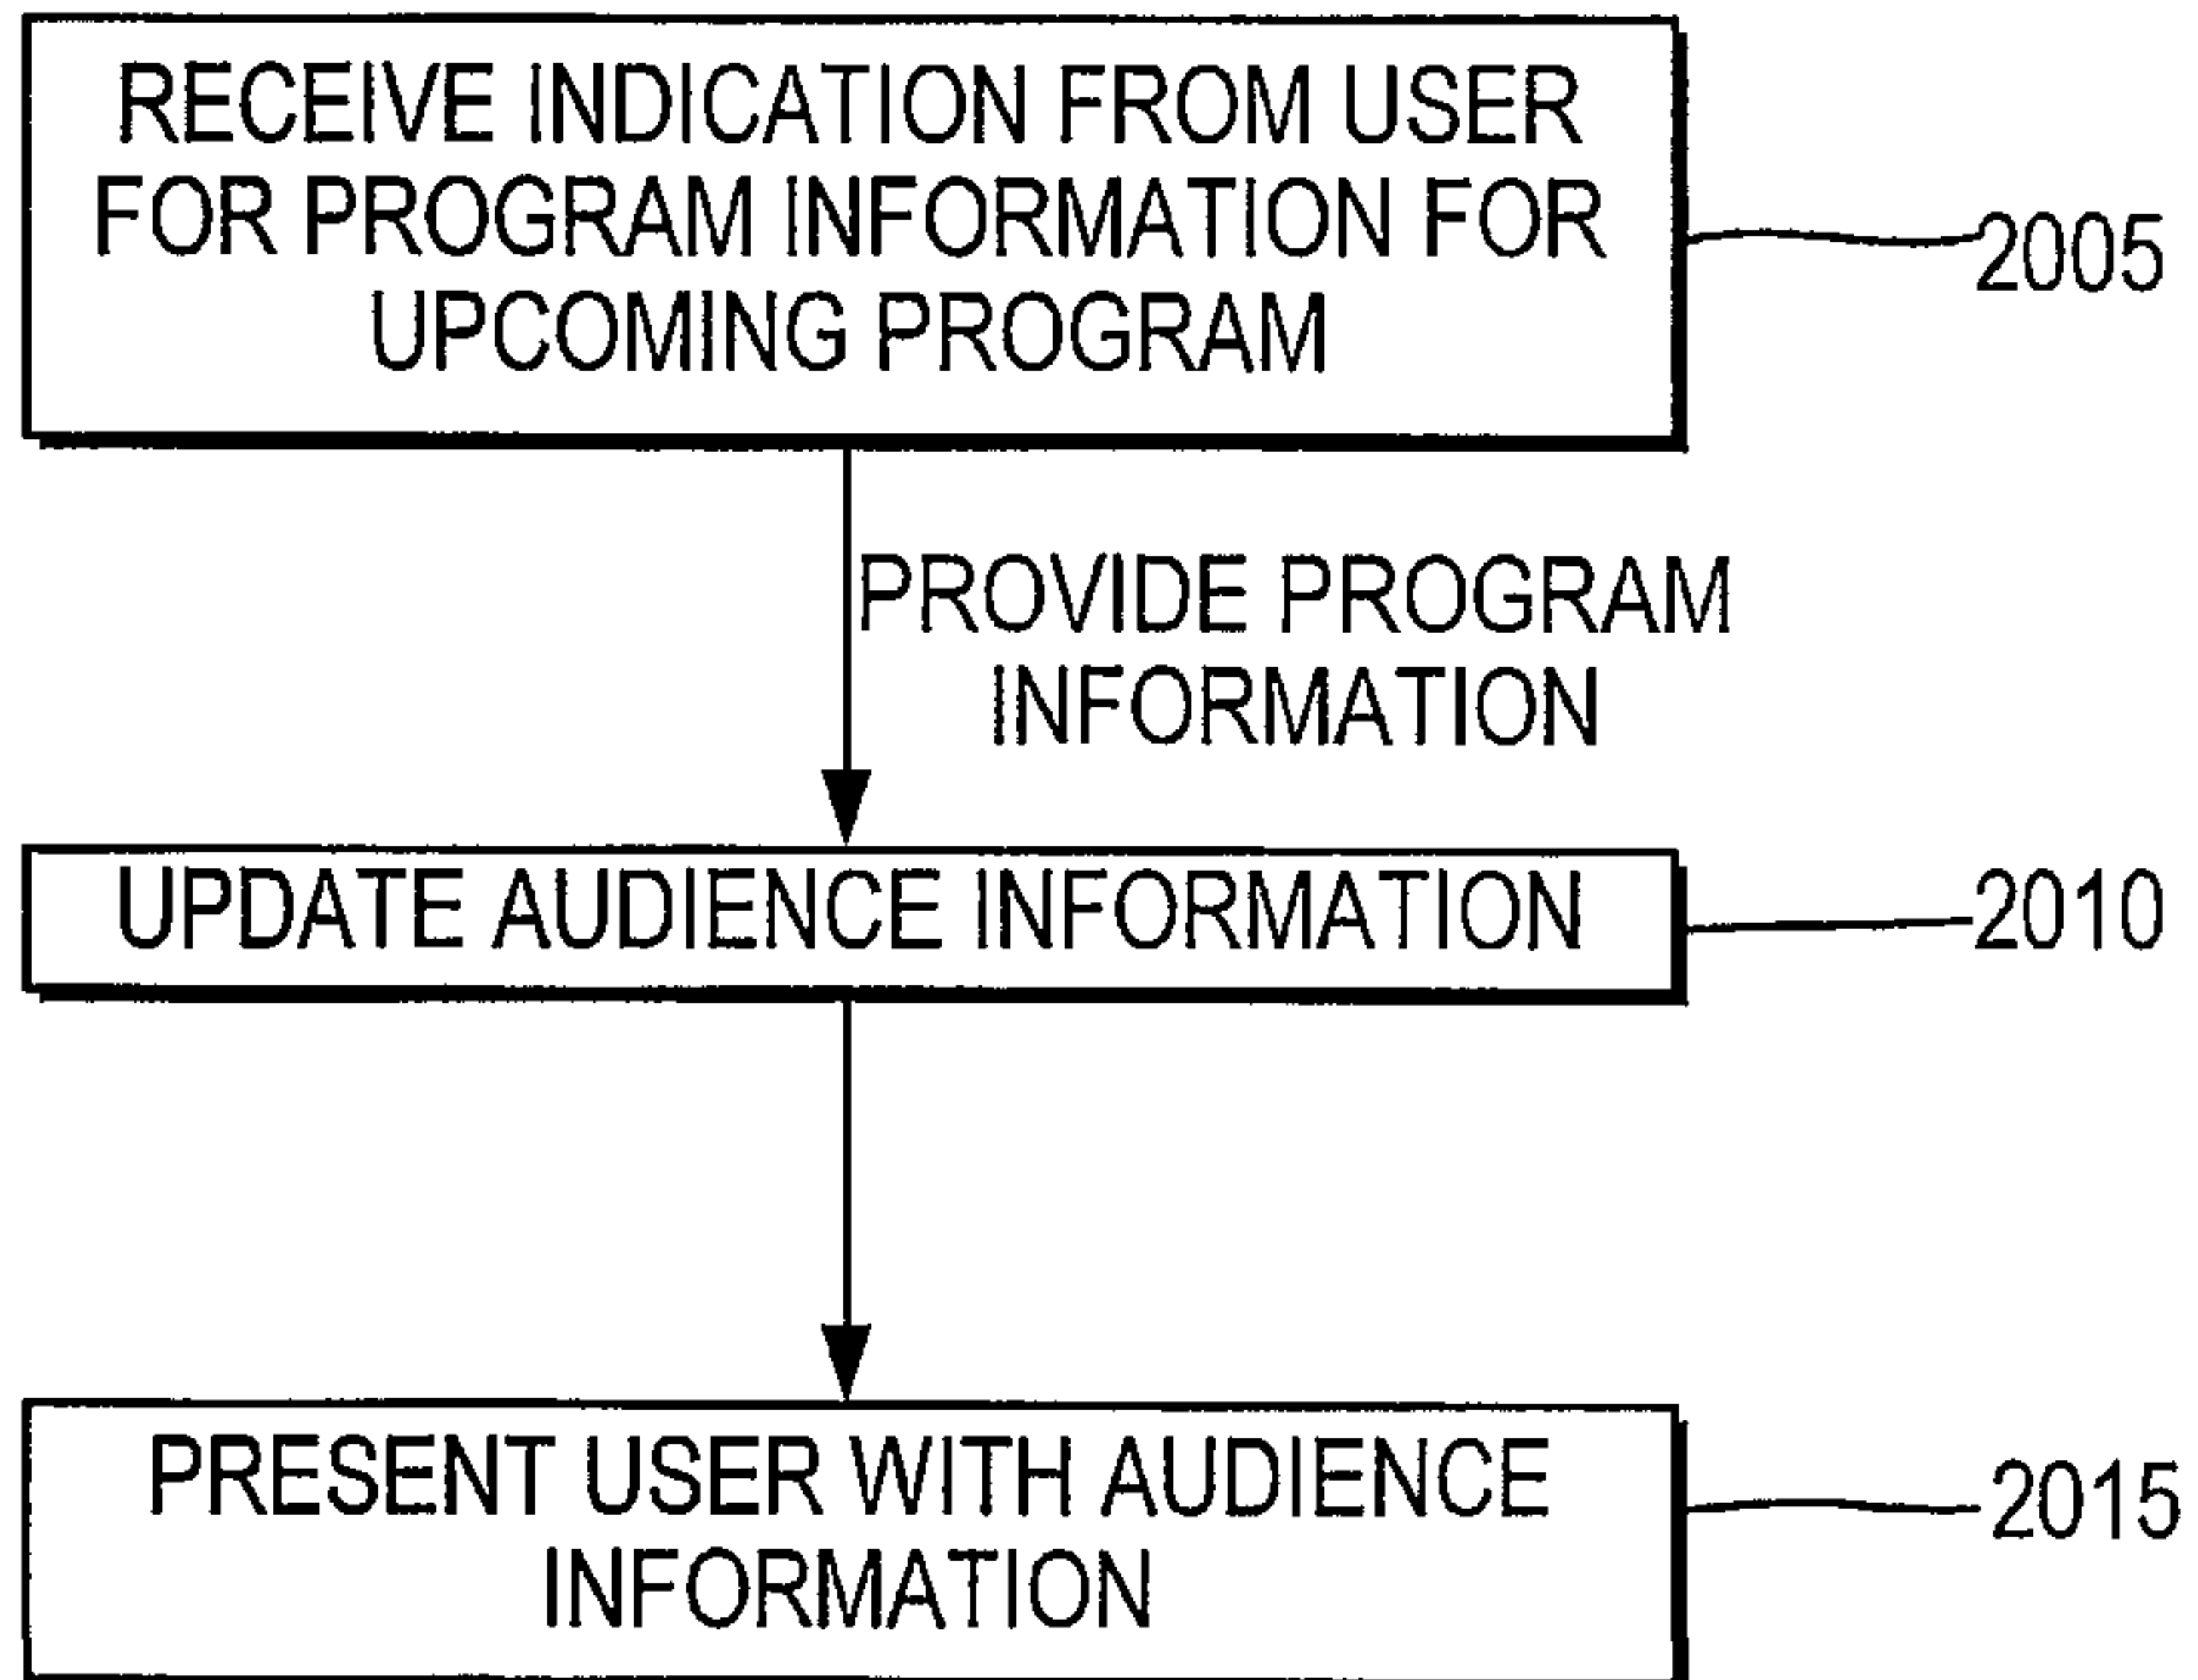 RECEIVE INDICATION FROM USER
FOR PROGRAM INFORMATION FOR
UPCOMING PROGRAM
2005
PROVIDE PROGRAM
INFORMATION
UPDATE AUDIENCE INFORMATION
2010
PRESENT USER WITH AUDIENCE
INFORMATION
2015